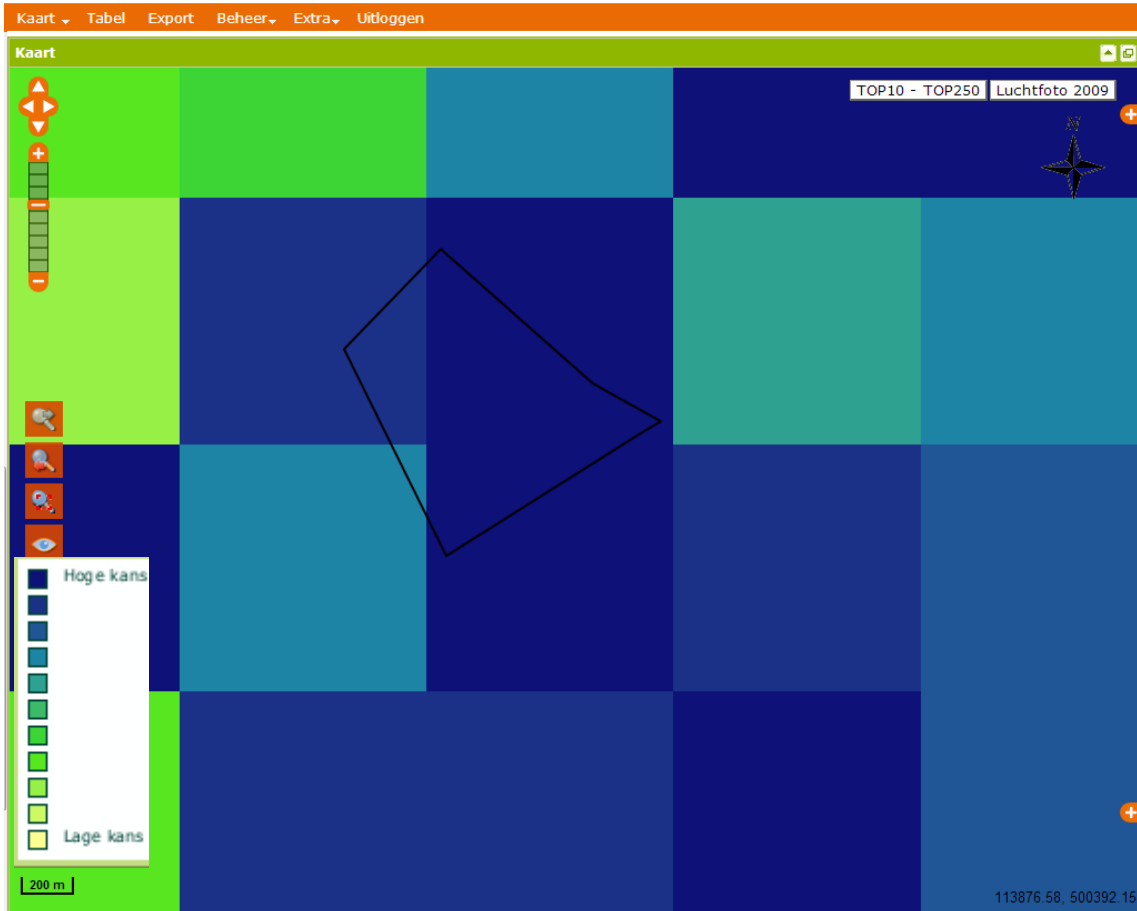 Kaart Tabel Export Beheer Extra Uitloggen
Kaart
TOP10 - TOP250 Luchtfoto 2009
N
Hoge kans
Lage kans
200 m
113876.58, 500392.15